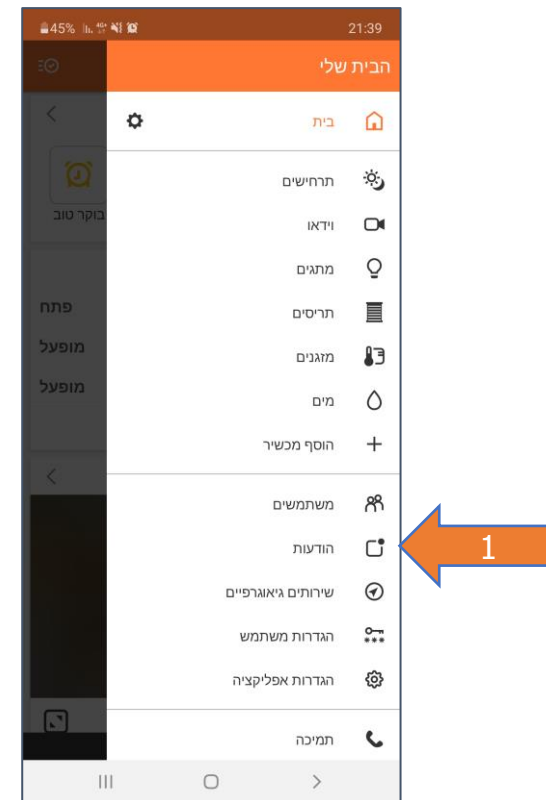 45% 4G+ 21:39
הבית שלי
בית
תרחישים
בוקר טוב
וידאו
מתגים
תריסים
פתח
מזגנים
מופעל
מים
מופעל
הוסף מכשיר
משתמשים
הודעות
1
שירותים גיאוגרפיים
הגדרות משתמש
הגדרות אפליקציה
תמיכה